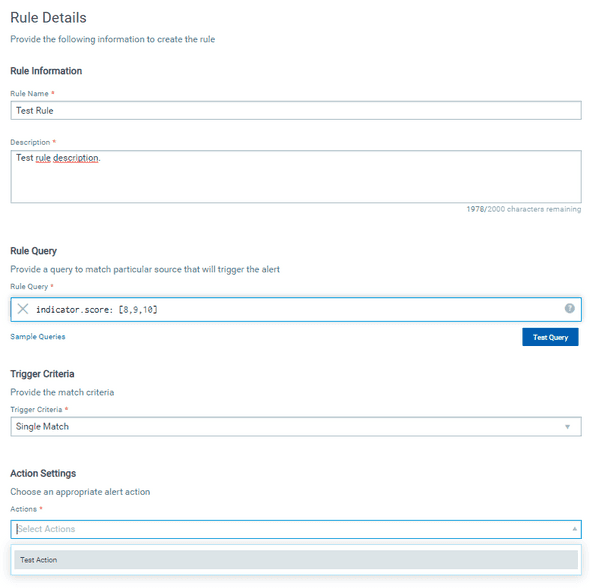 Rule Details
Provide the following information to create the rule
Rule Information
Rule Name *
Test Rule
Description *
Test rule description.
1978/2000 characters remaining
Rule Query
Provide a query to match particular source that will trigger the alert
Rule Query *
indicator.score: [8,9,10]
?
Sample Queries
Test Query
Trigger Criteria
Provide the match criteria
Trigger Criteria *
Single Match
Action Settings
Choose an appropriate alert action
Actions *
Select Actions
Test Action